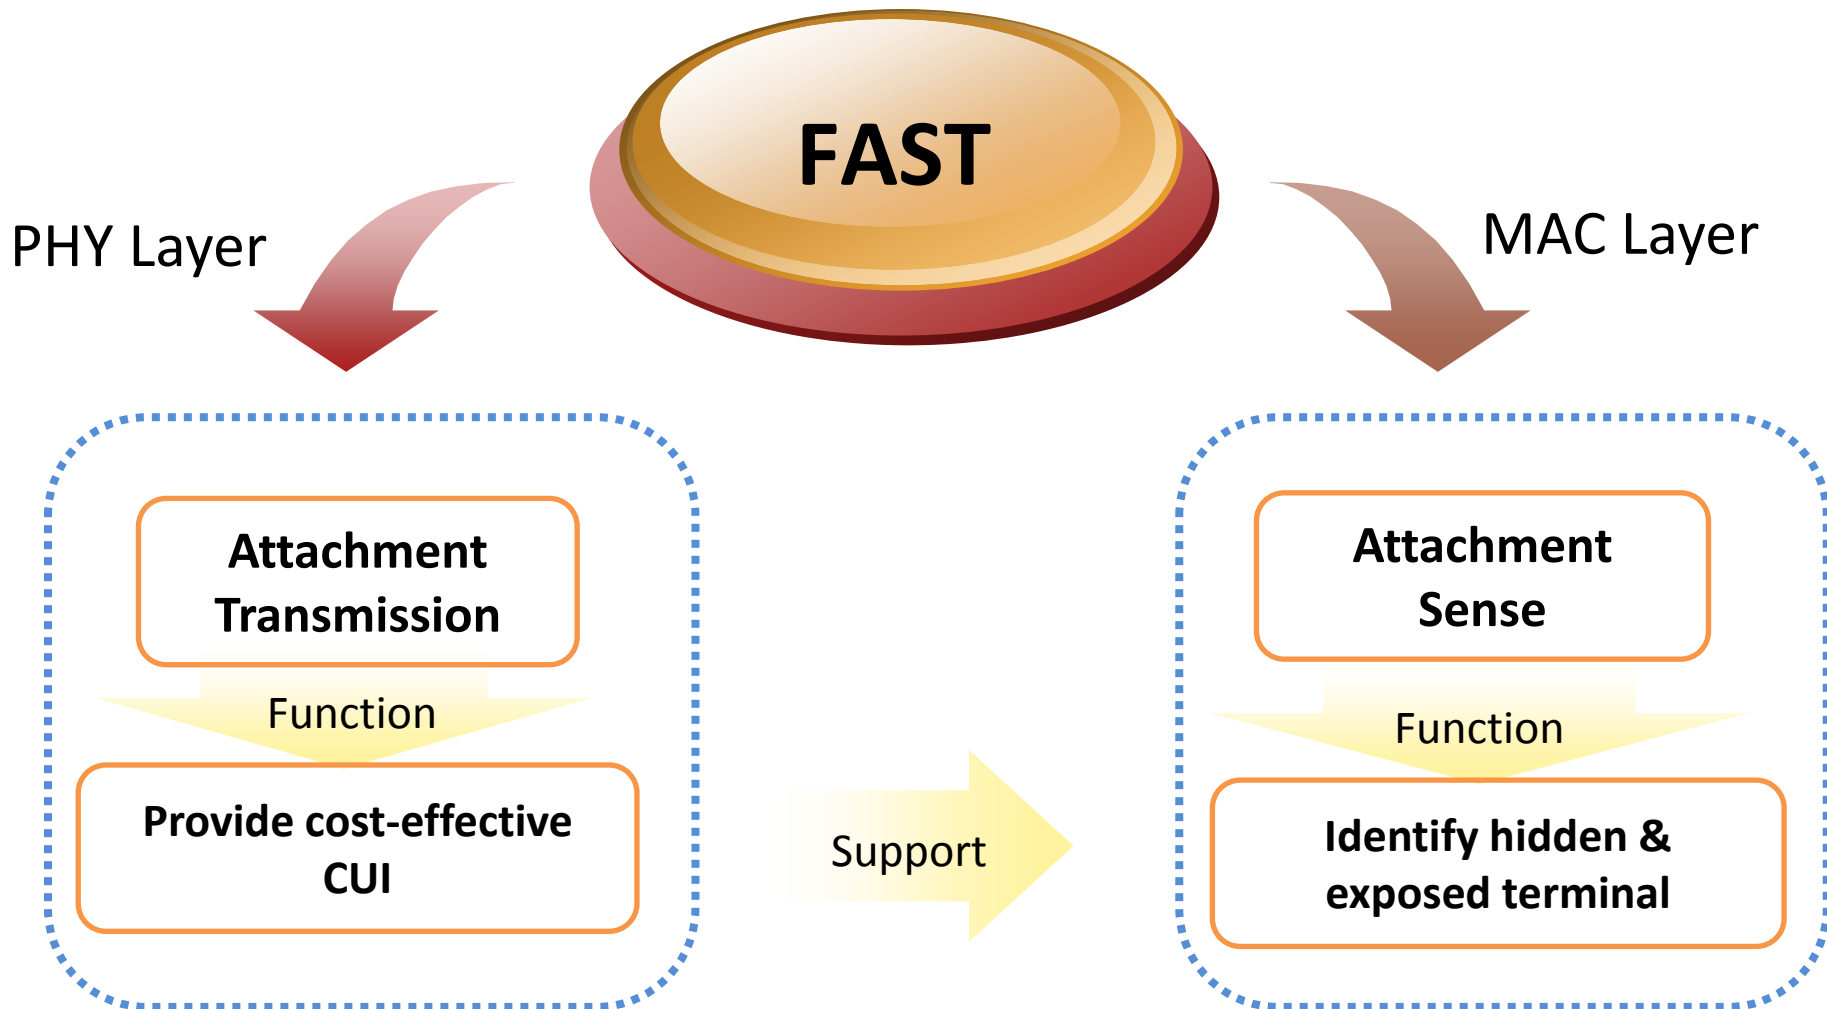 FAST
PHY Layer
MAC Layer
Attachment
Transmission
Function
Provide cost-effective
CUI
Support
Attachment
Sense
Function
Identify hidden &
exposed terminal